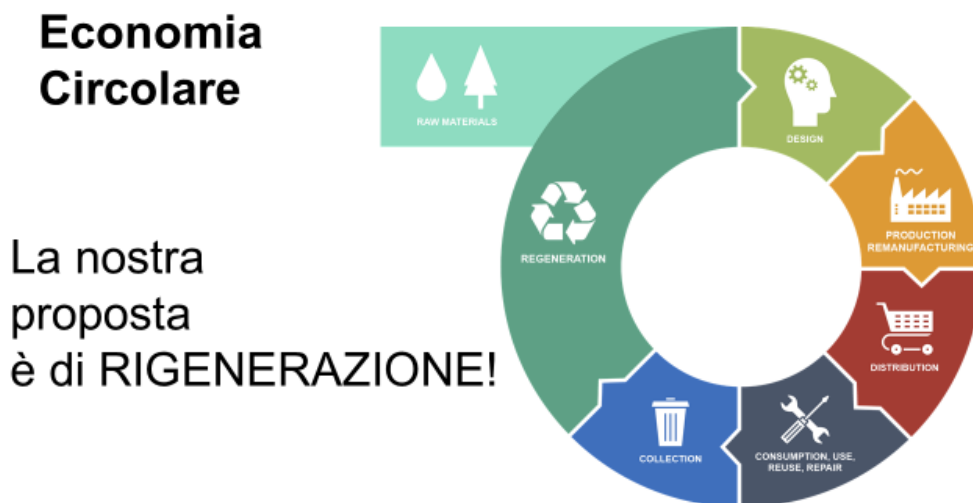 Economia
Circolare
La nostra
proposta
è di RIGENERAZIONE!
RAW MATERIALS
DESIGN
PRODUCTION
REMANUFACTURING
DISTRIBUTION
CONSUMPTION, USE,
REUSE, REPAIR
COLLECTION
REGENERATION